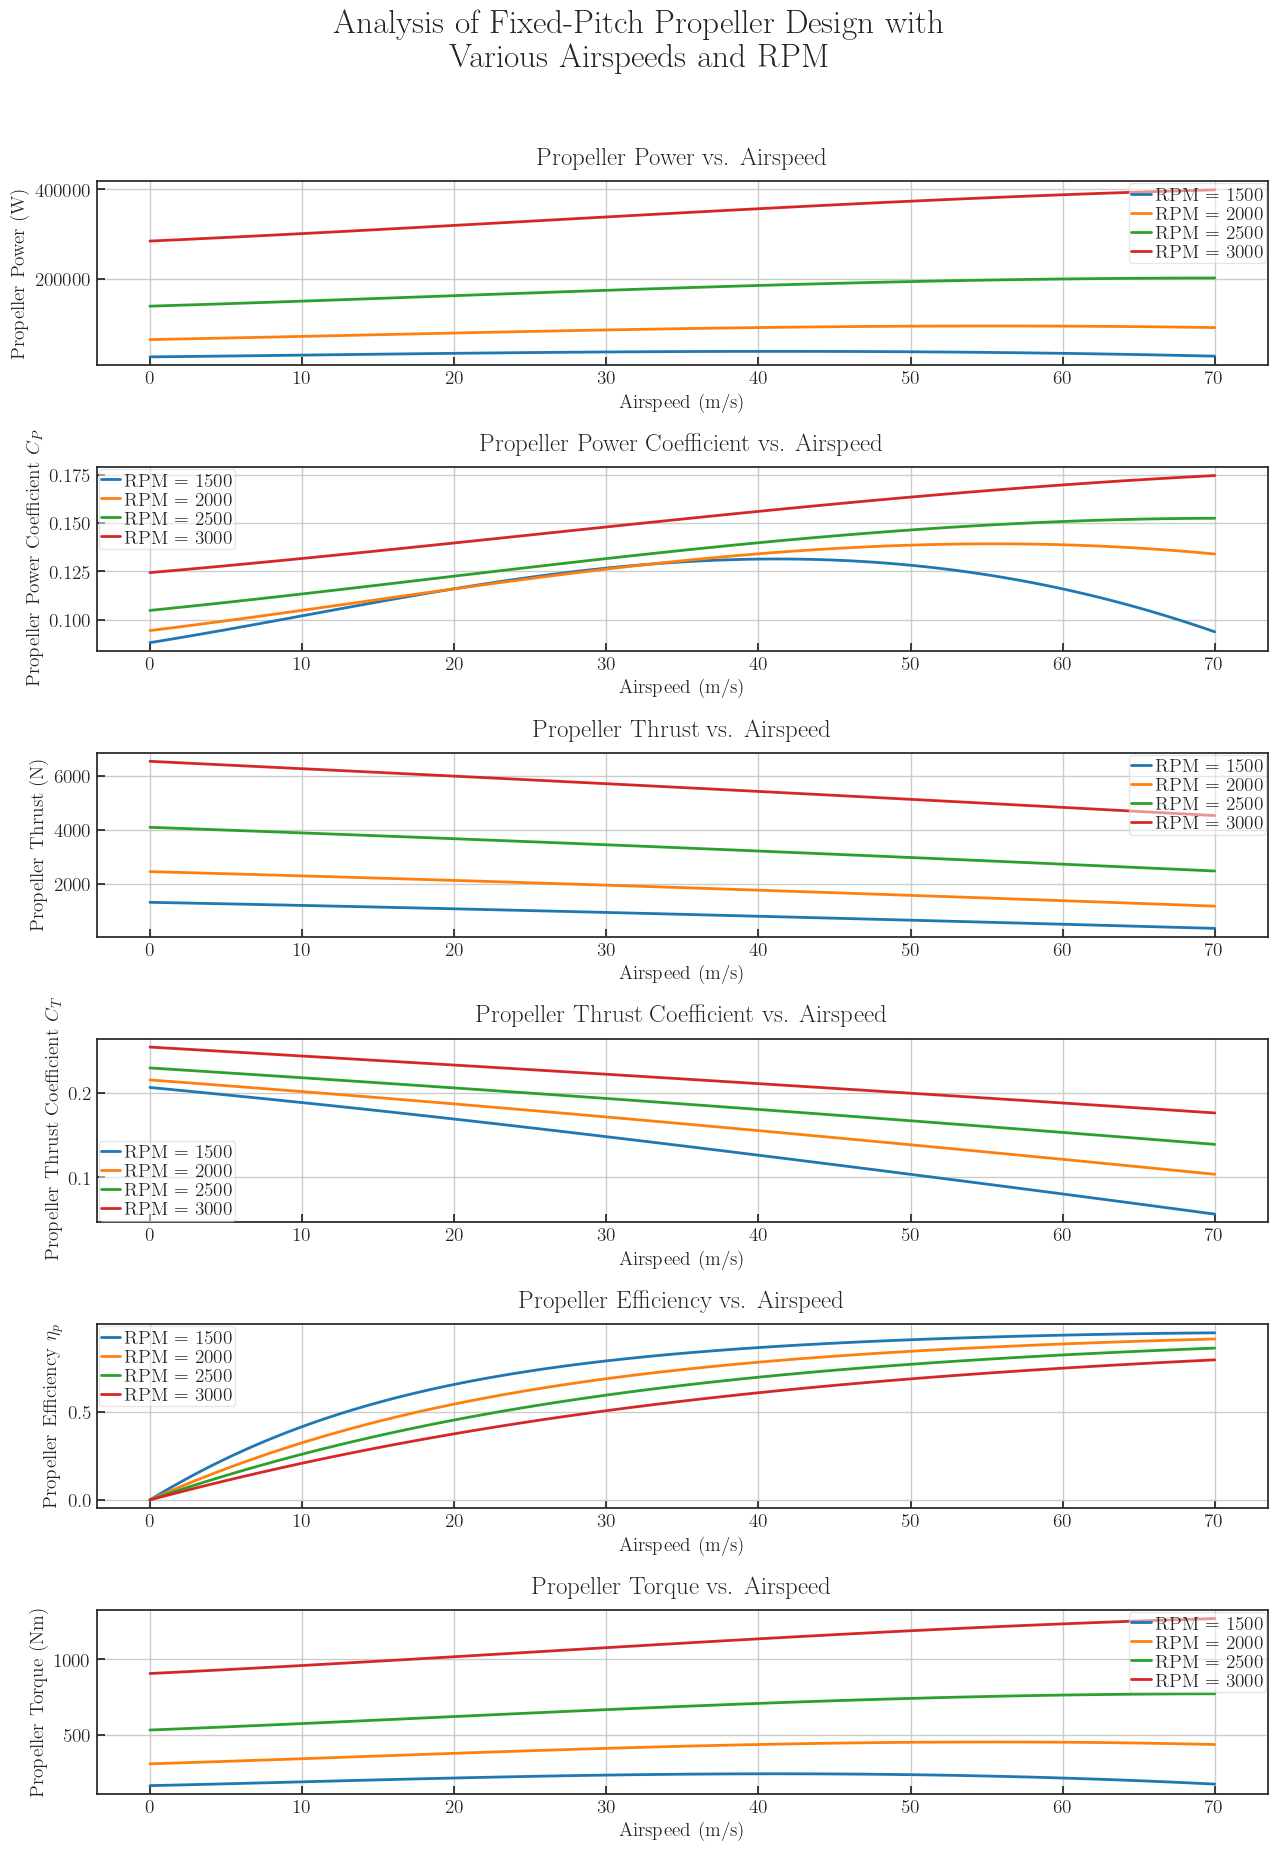 Analysis of Fixed-Pitch Propeller Design with
Various Airspeeds and RPM
Propeller Power vs. Airspeed
Propeller Power (W)
400000
200000
RPM = 1500
RPM = 2000
RPM = 2500
RPM = 3000
0 10 20 30 40 50 60 70
Airspeed (m/s)
Propeller Power Coefficient vs. Airspeed
Propeller Power Coefficient C_P
0.175
0.150
0.125
0.100
RPM = 1500
RPM = 2000
RPM = 2500
RPM = 3000
0 10 20 30 40 50 60 70
Airspeed (m/s)
Propeller Thrust vs. Airspeed
Propeller Thrust (N)
6000
4000
2000
RPM = 1500
RPM = 2000
RPM = 2500
RPM = 3000
0 10 20 30 40 50 60 70
Airspeed (m/s)
Propeller Thrust Coefficient vs. Airspeed
Propeller Thrust Coefficient C_T
0.2
0.1
RPM = 1500
RPM = 2000
RPM = 2500
RPM = 3000
0 10 20 30 40 50 60 70
Airspeed (m/s)
Propeller Efficiency vs. Airspeed
Propeller Efficiency η_p
0.5
0.0
RPM = 1500
RPM = 2000
RPM = 2500
RPM = 3000
0 10 20 30 40 50 60 70
Airspeed (m/s)
Propeller Torque vs. Airspeed
Propeller Torque (Nm)
1000
500
RPM = 1500
RPM = 2000
RPM = 2500
RPM = 3000
0 10 20 30 40 50 60 70
Airspeed (m/s)